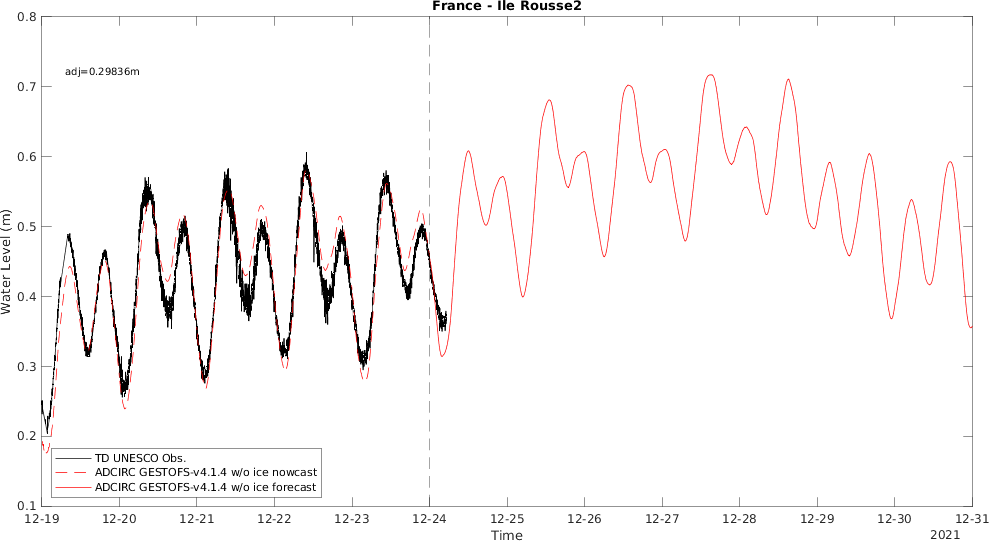 France - Ile Rousse2
adj=0.29836m
Water Level (m)
0.8
0.7
0.6
0.5
0.4
0.3
0.2
0.1
TD UNESCO Obs.
ADCIRC GESTOFS-v4.1.4 w/o ice nowcast
ADCIRC GESTOFS-v4.1.4 w/o ice forecast
12-19 12-20 12-21 12-22 12-23 12-24 12-25 12-26 12-27 12-28 12-29 12-30 12-31
Time
2021